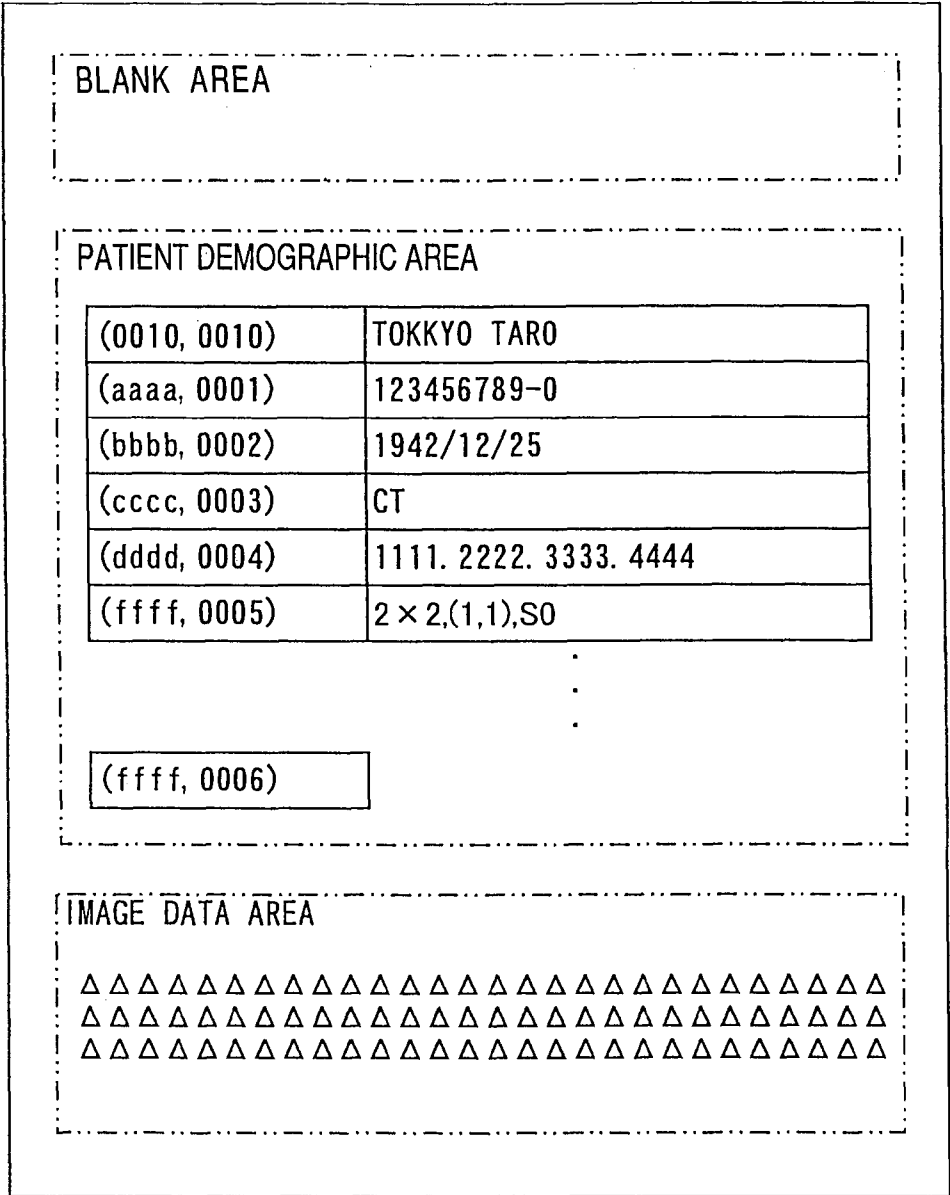 BLANK AREA
PATIENT DEMOGRAPHIC AREA
(0010, 0010) TOKKYO TARO
(aaaa, 0001) 123456789-0
(bbbb, 0002) 1942/12/25
(cccc, 0003) CT
(dddd, 0004) 1111. 2222. 3333. 4444
(ffff, 0005) 2×2,(1,1),S0
(ffff, 0006)
IMAGE DATA AREA
△△△△△△△△△△△△△△△△△△△△△△△△△△△△
△△△△△△△△△△△△△△△△△△△△△△△△△△△△
△△△△△△△△△△△△△△△△△△△△△△△△△△△△